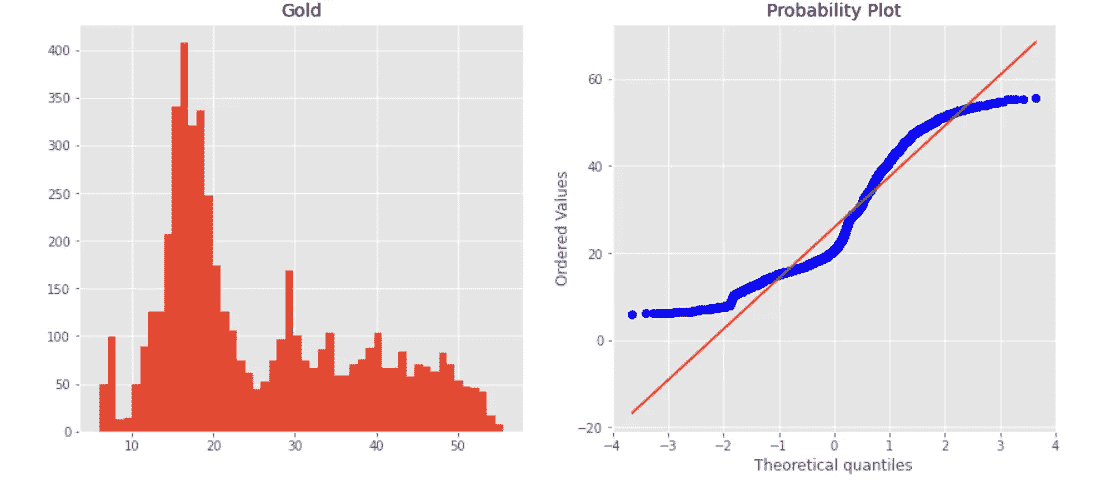 Gold
400
350
300
250
200
150
100
50
0
10 20 30 40 50
Probability Plot
Ordered Values
60
40
20
0
−20
−4 −3 −2 −1 0 1 2 3 4
Theoretical quantiles